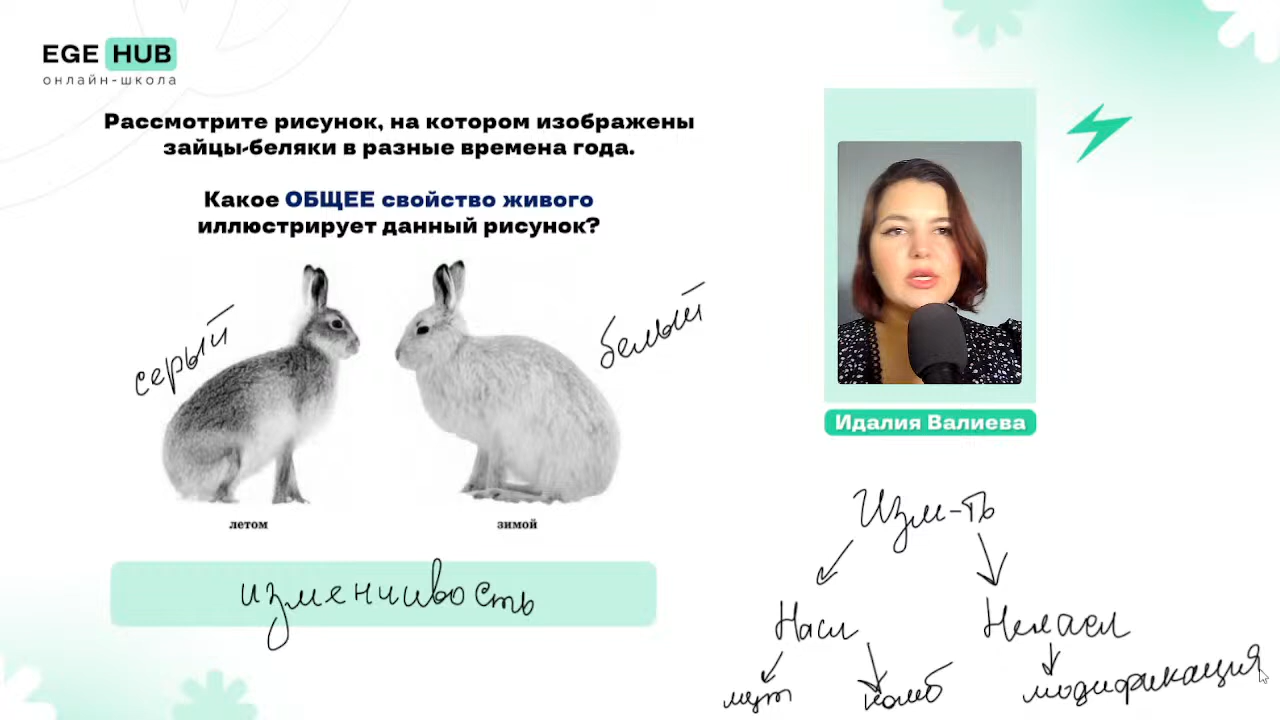 EGE HUB
онлайн-школа
Рассмотрите рисунок, на котором изображены
зайцы-беляки в разные времена года.
Какое ОБЩЕЕ свойство живого
иллюстрирует данный рисунок?
серый
белый
летом
зимой
изменчивость
Идалия Валиева
Изм-ть
Насл
Ненасл
мут
комб
модификация